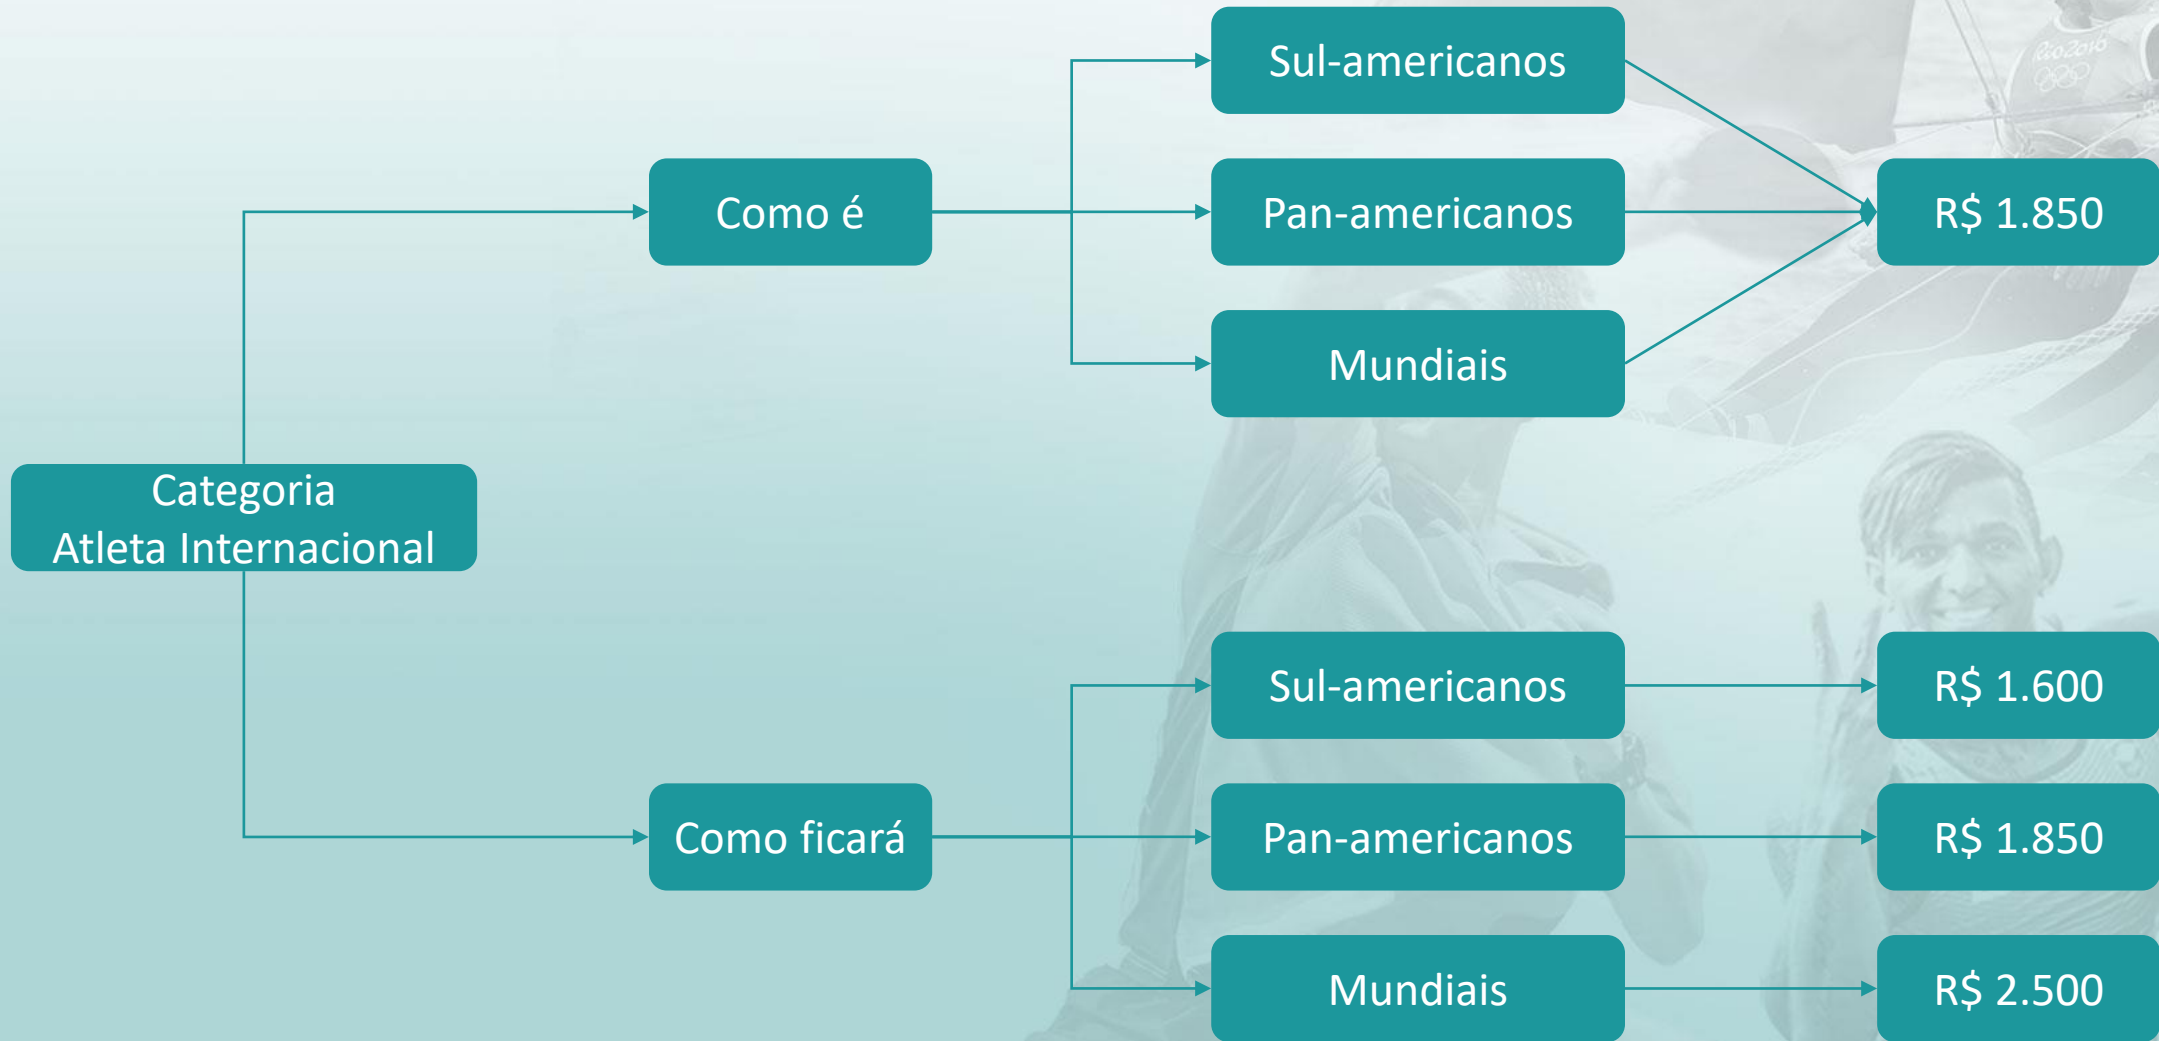 Sul-americanos
Rio2016
Como é
Pan-americanos
R$ 1.850
Mundiais
Categoria
Atleta Internacional
Sul-americanos
R$ 1.600
Como ficará
Pan-americanos
R$ 1.850
Mundiais
R$ 2.500